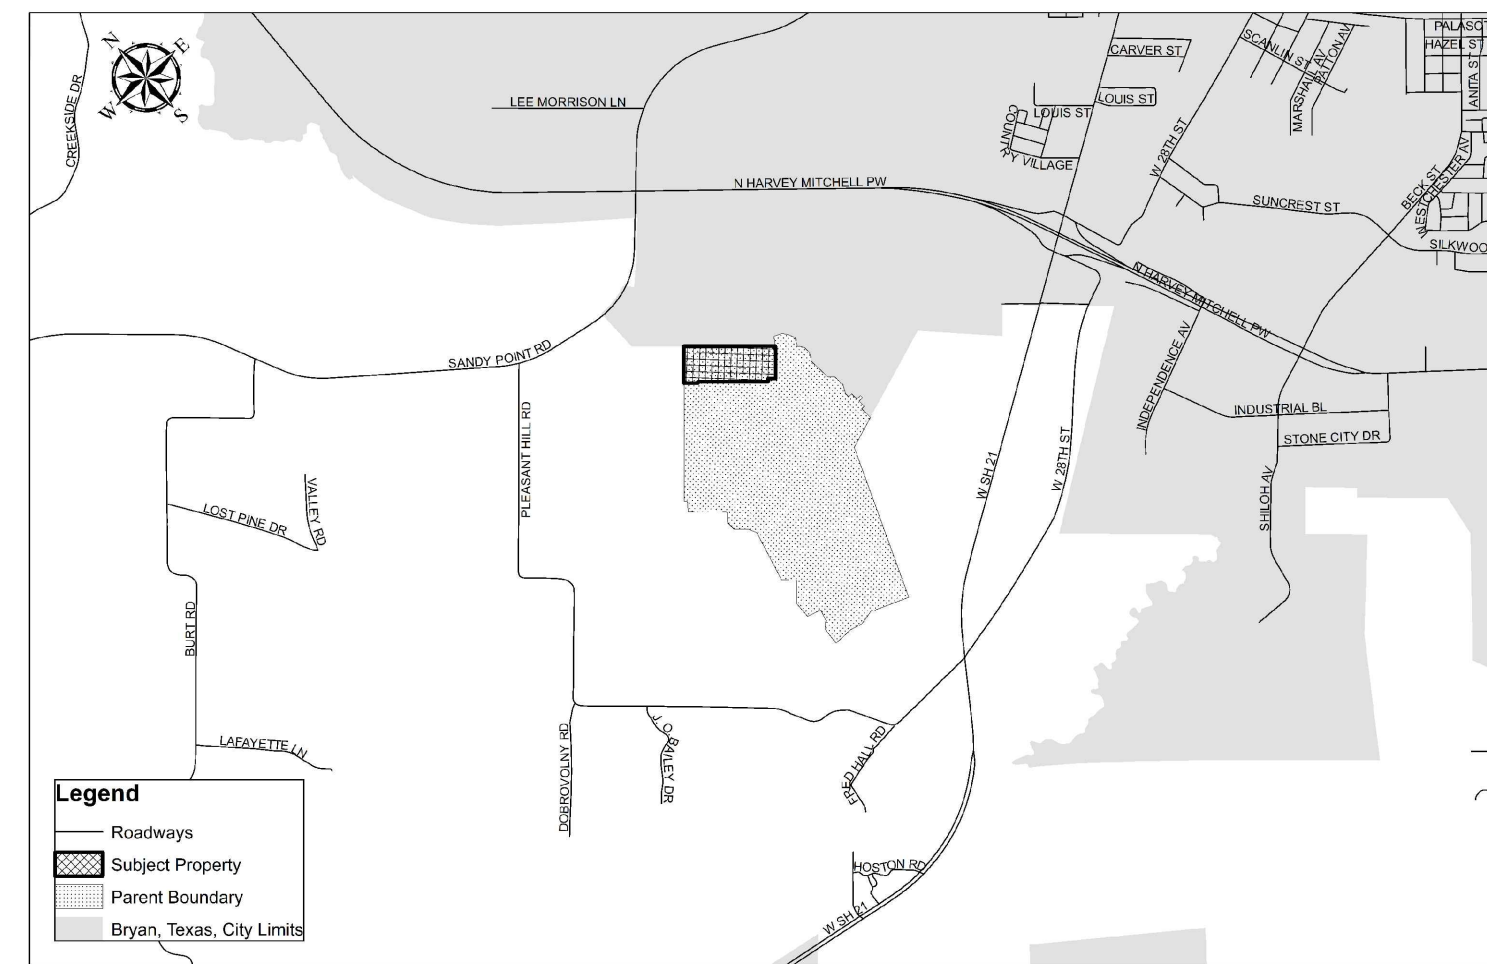 N
E
W
S
CREEKSIDE DR
LEE MORRISON LN
N HARVEY MITCHELL PW
CARVER ST
LOUIS ST
LOUIS ST
COUNTRY VILLAGE
W 28TH ST
SCANLIN ST
MARSHALL AV
PATTON AV
PALASOT
HAZEL ST
ANITA ST
BECK ST
WESTCHESTER AV
SUNCREST ST
SILKWOO
N HARVEY MITCHELL PW
SANDY POINT RD
PLEASANT HILL RD
INDEPENDENCE AV
INDUSTRIAL BL
STONE CITY DR
SHILOH AV
W SH 21
W 28TH ST
LOST PINE DR
VALLEY RD
BURT RD
LAFAYETTE LN
DOBROVOLNY RD
J. O. BAILEY DR
FRED HALL RD
HOSTON RD
W SH 21
Legend
Roadways
Subject Property
Parent Boundary
Bryan, Texas, City Limits